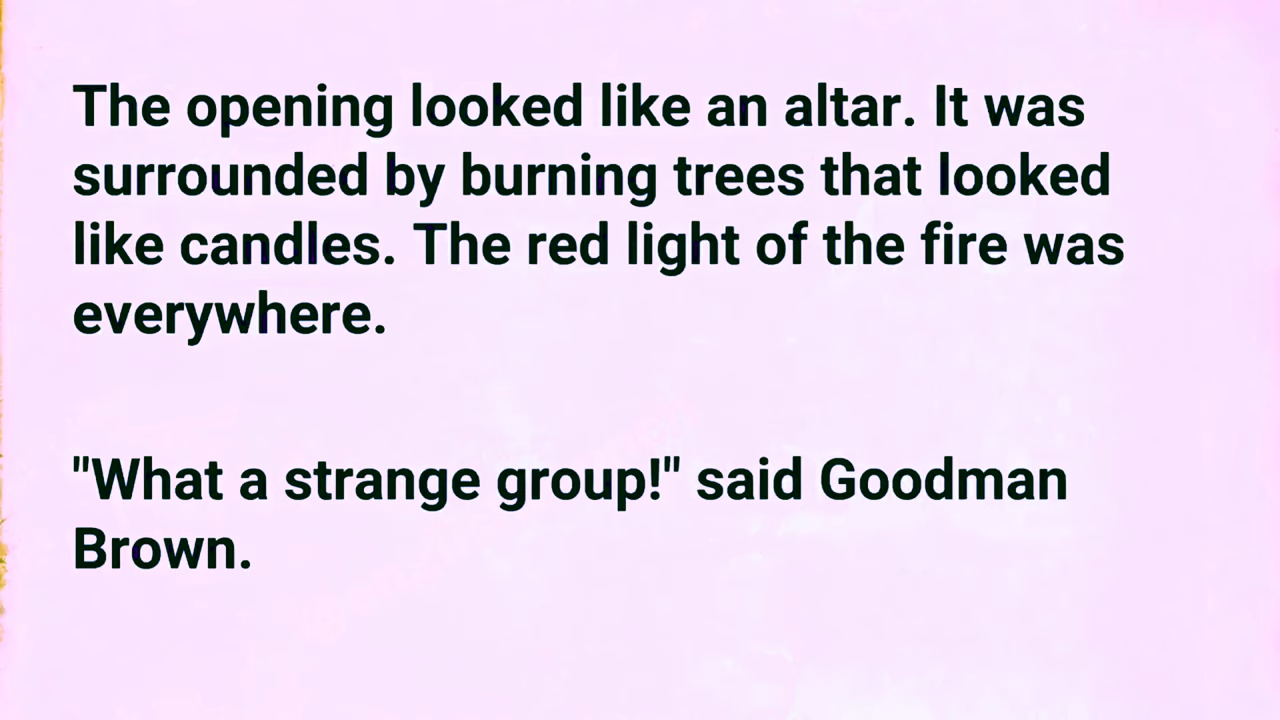 The opening looked like an altar. It was
surrounded by burning trees that looked
like candles. The red light of the fire was
everywhere.
"What a strange group!" said Goodman
Brown.